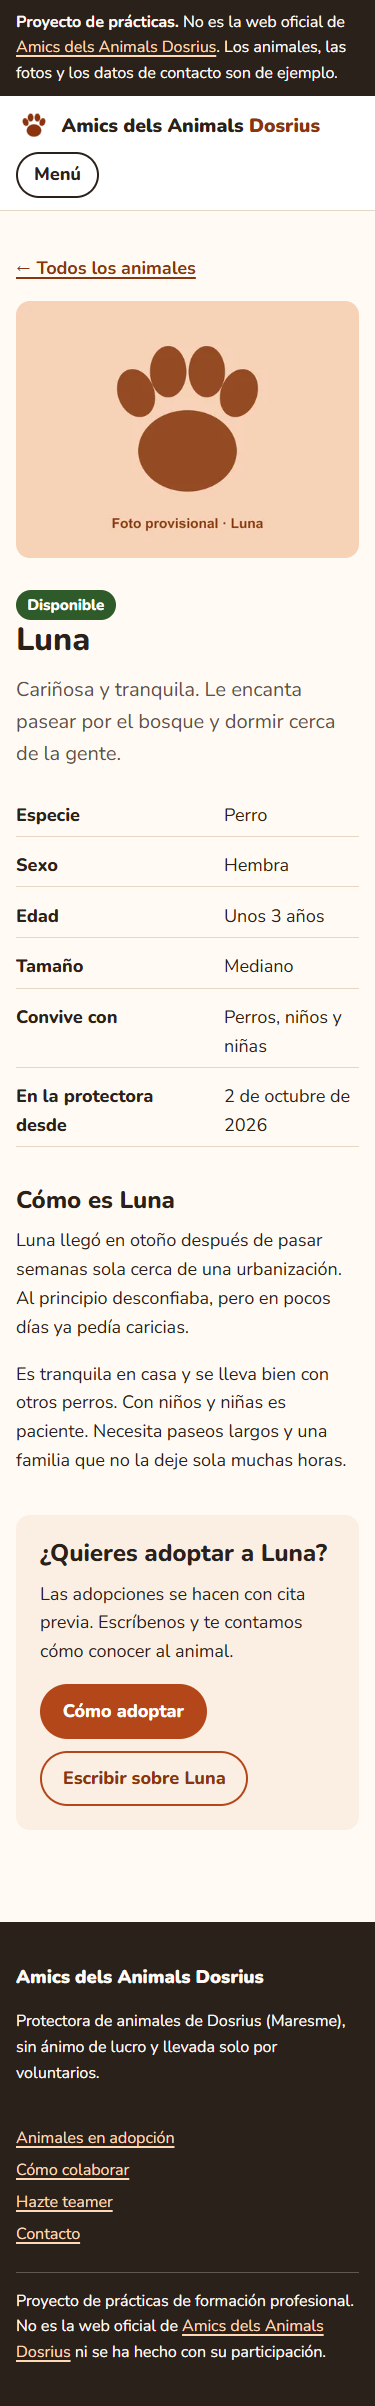 Proyecto de prácticas. No es la web oficial de
Amics dels Animals Dosrius. Los animales, las
fotos y los datos de contacto son de ejemplo.
Amics dels Animals Dosrius
Menú
← Todos los animales
Foto provisional · Luna
Disponible
Luna
Cariñosa y tranquila. Le encanta
pasear por el bosque y dormir cerca
de la gente.
Especie Perro
Sexo Hembra
Edad Unos 3 años
Tamaño Mediano
Convive con Perros, niños y
niñas
En la protectora 2 de octubre de
desde 2026
Cómo es Luna
Luna llegó en otoño después de pasar
semanas sola cerca de una urbanización.
Al principio desconfiaba, pero en pocos
días ya pedía caricias.
Es tranquila en casa y se lleva bien con
otros perros. Con niños y niñas es
paciente. Necesita paseos largos y una
familia que no la deje sola muchas horas.
¿Quieres adoptar a Luna?
Las adopciones se hacen con cita
previa. Escríbenos y te contamos
cómo conocer al animal.
Cómo adoptar
Escribir sobre Luna
Amics dels Animals Dosrius
Protectora de animales de Dosrius (Maresme),
sin ánimo de lucro y llevada solo por
voluntarios.
Animales en adopción
Cómo colaborar
Hazte teamer
Contacto
Proyecto de prácticas de formación profesional.
No es la web oficial de Amics dels Animals
Dosrius ni se ha hecho con su participación.